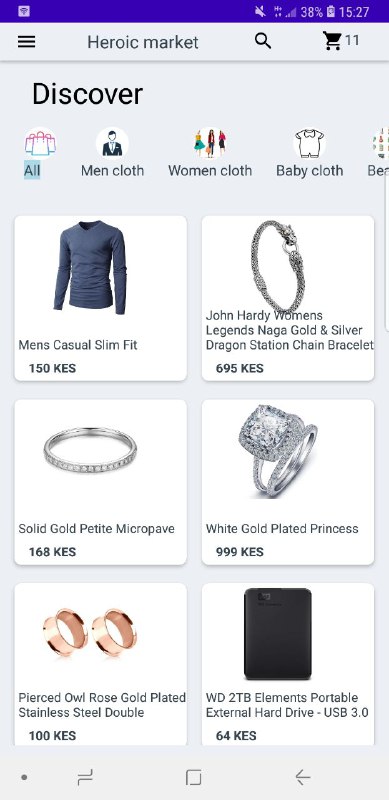 38% 15:27
Heroic market 11
Discover
All Men cloth Women cloth Baby cloth Bea
Mens Casual Slim Fit
150 KES
John Hardy Womens
Legends Naga Gold & Silver
Dragon Station Chain Bracelet
695 KES
Solid Gold Petite Micropave
168 KES
White Gold Plated Princess
999 KES
Pierced Owl Rose Gold Plated
Stainless Steel Double
100 KES
WD 2TB Elements Portable
External Hard Drive - USB 3.0
64 KES